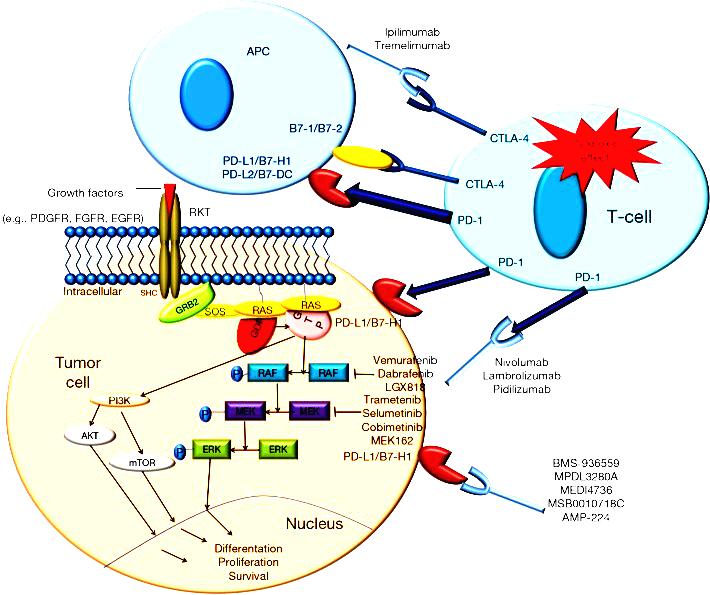 Ipilimumab
Tremelimumab
APC
B7-1/B7-2
CTLA-4
PD-L1/B7-H1
PD-L2/B7-DC
CTLA-4
Growth factors
(e.g., PDGFR, FGFR, EGFR)
RKT
PD-1
T-cell
PD-1
PD-1
Intracellular
SHC
GRB2
SOS
RAS
RAS
GTP
PD-L1/B7-H1
Tumor
cell
Vemurafenib
Dabrafenib
LGX818
P
RAF
RAF
Nivolumab
Lambrolizumab
Pidilizumab
PI3K
Trametenib
Selumetinib
Cobimetinib
MEK162
P
MEK
MEK
AKT
mTOR
P
ERK
ERK
PD-L1/B7-H1
BMS 936559
MPDL3280A
MEDI4736
MSB0010718C
AMP-224
Nucleus
Differentation
Proliferation
Survival